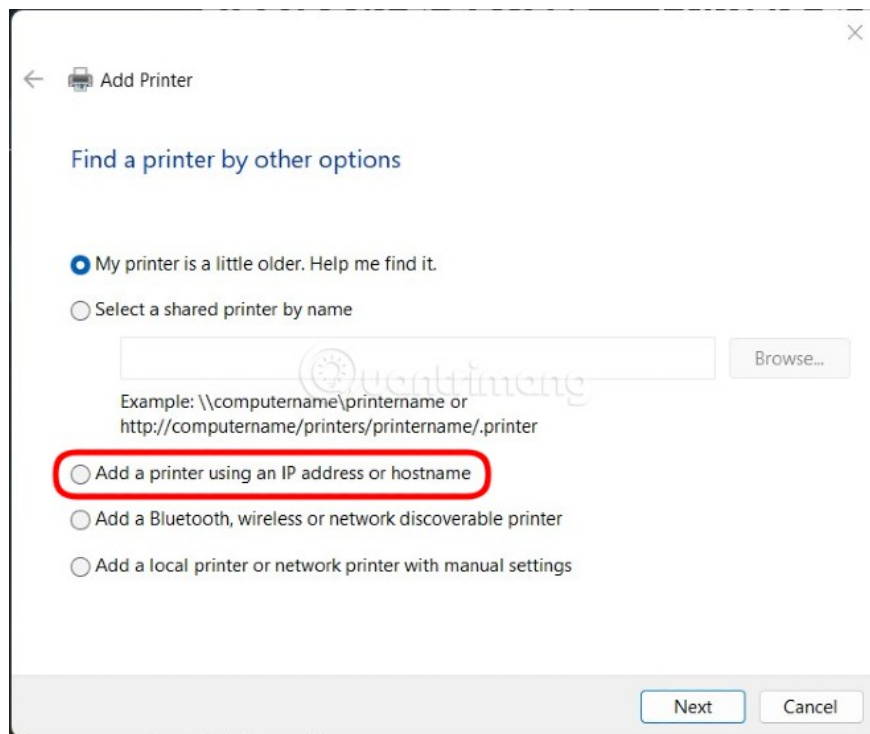 Add Printer
Find a printer by other options
My printer is a little older. Help me find it.
Select a shared printer by name
Browse...
Quantrimang
Example: \\computername\printername or
http://computername/printers/printername/.printer
Add a printer using an IP address or hostname
Add a Bluetooth, wireless or network discoverable printer
Add a local printer or network printer with manual settings
Next
Cancel